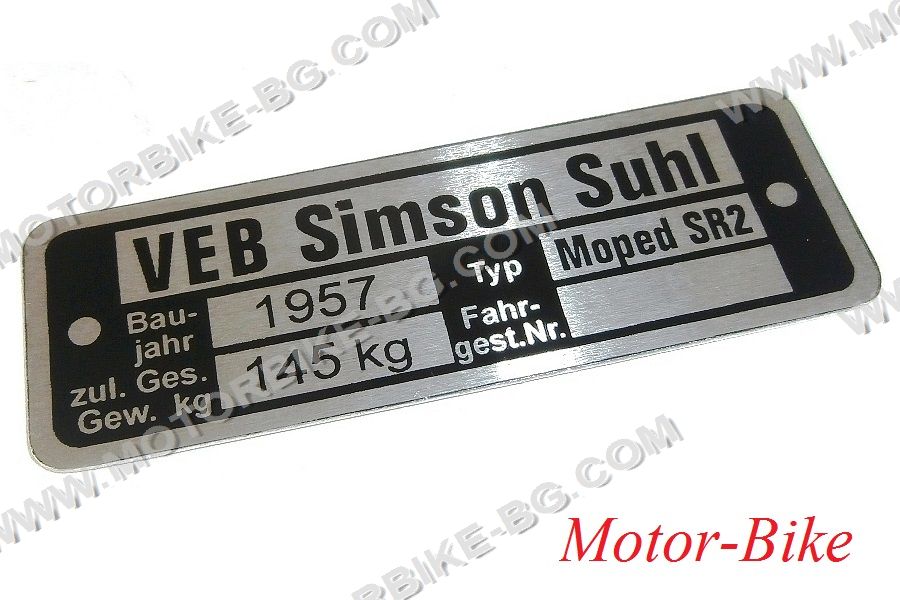 VEB Simson Suhl
Bau-
jahr
1957
Typ
Moped SR2
zul. Ges.
Gew. kg
145 kg
Fahr-
gest.Nr.
WWW.MOTORBIKE-BG.COM
Motor-Bike